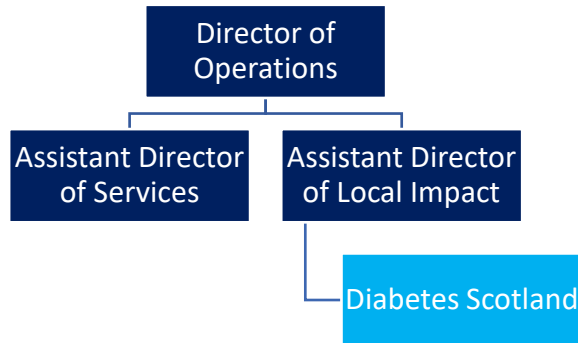 Director of
Operations
Assistant Director
of Services
Assistant Director
of Local Impact
Diabetes Scotland